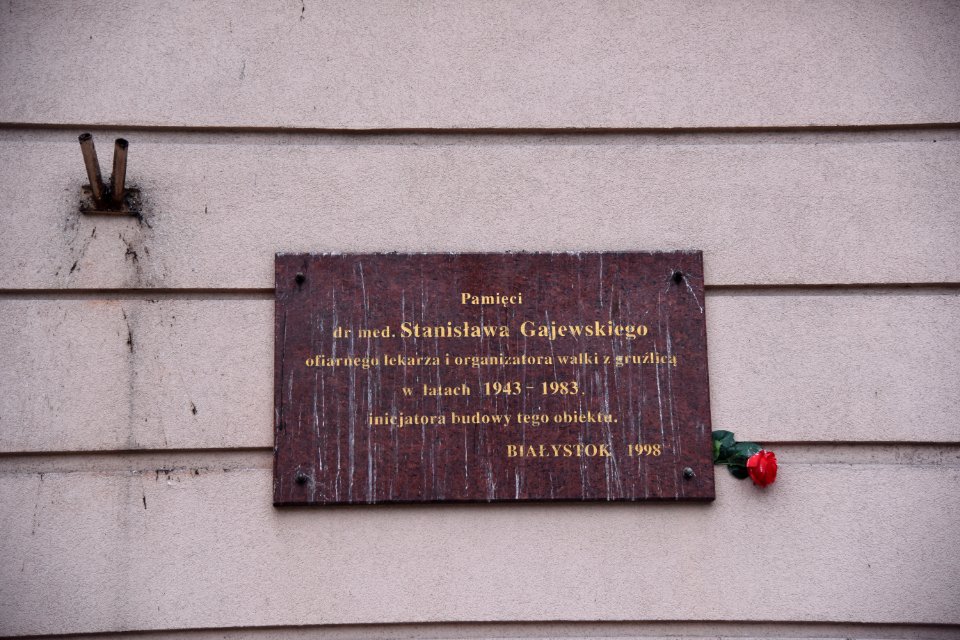 Pamięci
dr med. Stanisława Gajewskiego
ofiarnego lekarza i organizatora walki z gruźlicą
w latach 1943 - 1983.
inicjatora budowy tego obiektu.
BIAŁYSTOK 1998